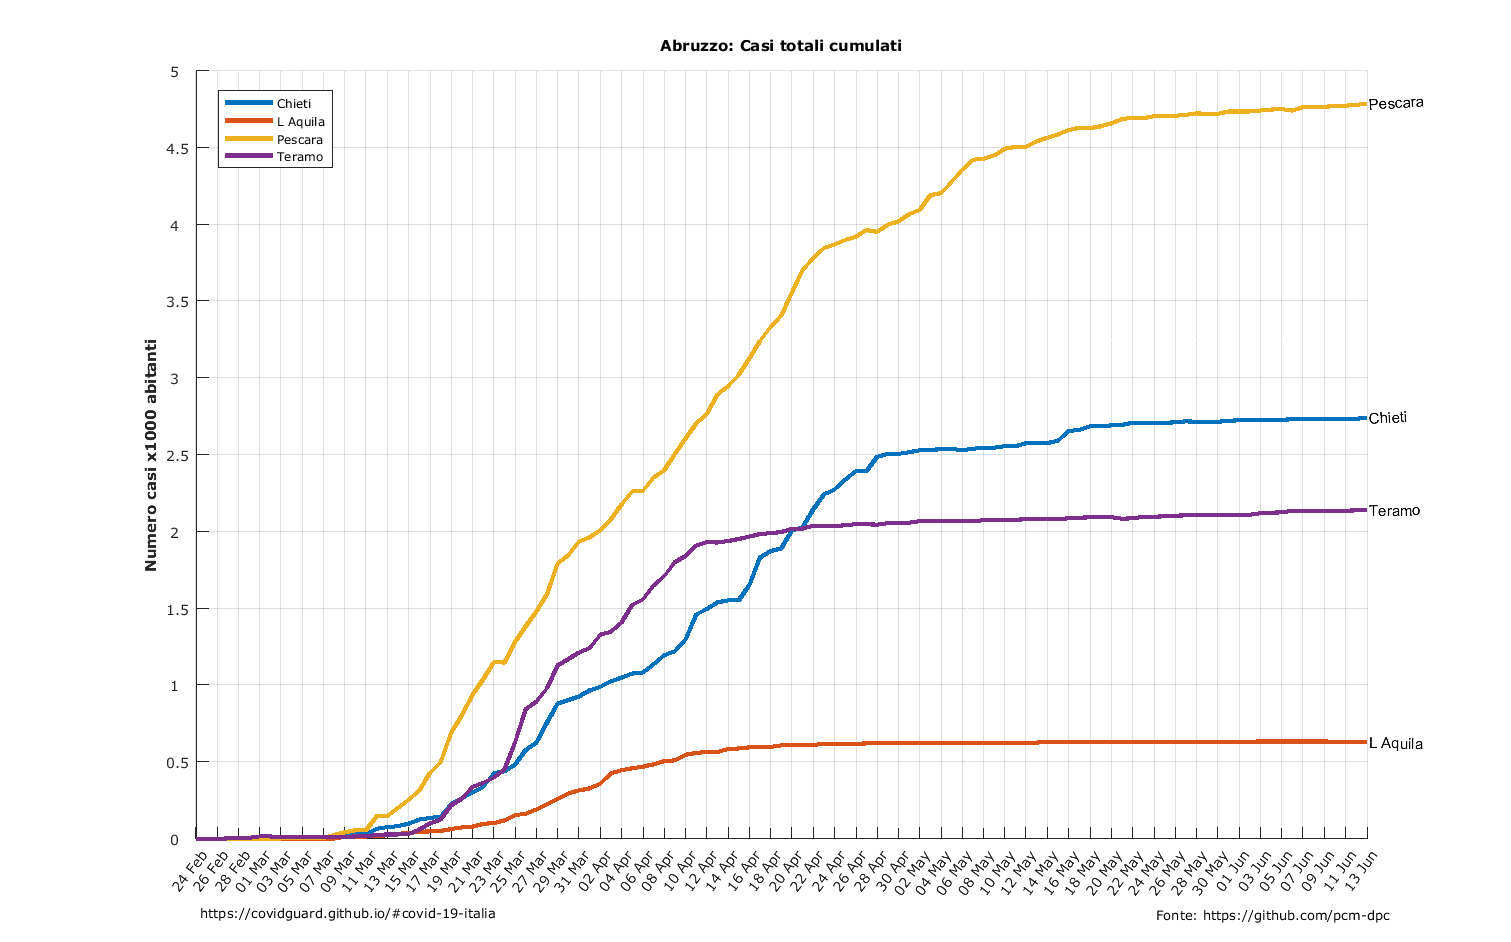 Abruzzo: Casi totali cumulati
5
4.5
4
3.5
3
2.5
2
1.5
1
0.5
0
Numero casi x1000 abitanti
Chieti
L Aquila
Pescara
Teramo
Pescara
Chieti
Teramo
L Aquila
24 Feb
26 Feb
28 Feb
01 Mar
03 Mar
05 Mar
07 Mar
09 Mar
11 Mar
13 Mar
15 Mar
17 Mar
19 Mar
21 Mar
23 Mar
25 Mar
27 Mar
29 Mar
31 Mar
02 Apr
04 Apr
06 Apr
08 Apr
10 Apr
12 Apr
14 Apr
16 Apr
18 Apr
20 Apr
22 Apr
24 Apr
26 Apr
28 Apr
30 Apr
02 May
04 May
06 May
08 May
10 May
12 May
14 May
16 May
18 May
20 May
22 May
24 May
26 May
28 May
30 May
01 Jun
03 Jun
05 Jun
07 Jun
09 Jun
11 Jun
13 Jun
https://covidguard.github.io/#covid-19-italia
Fonte: https://github.com/pcm-dpc